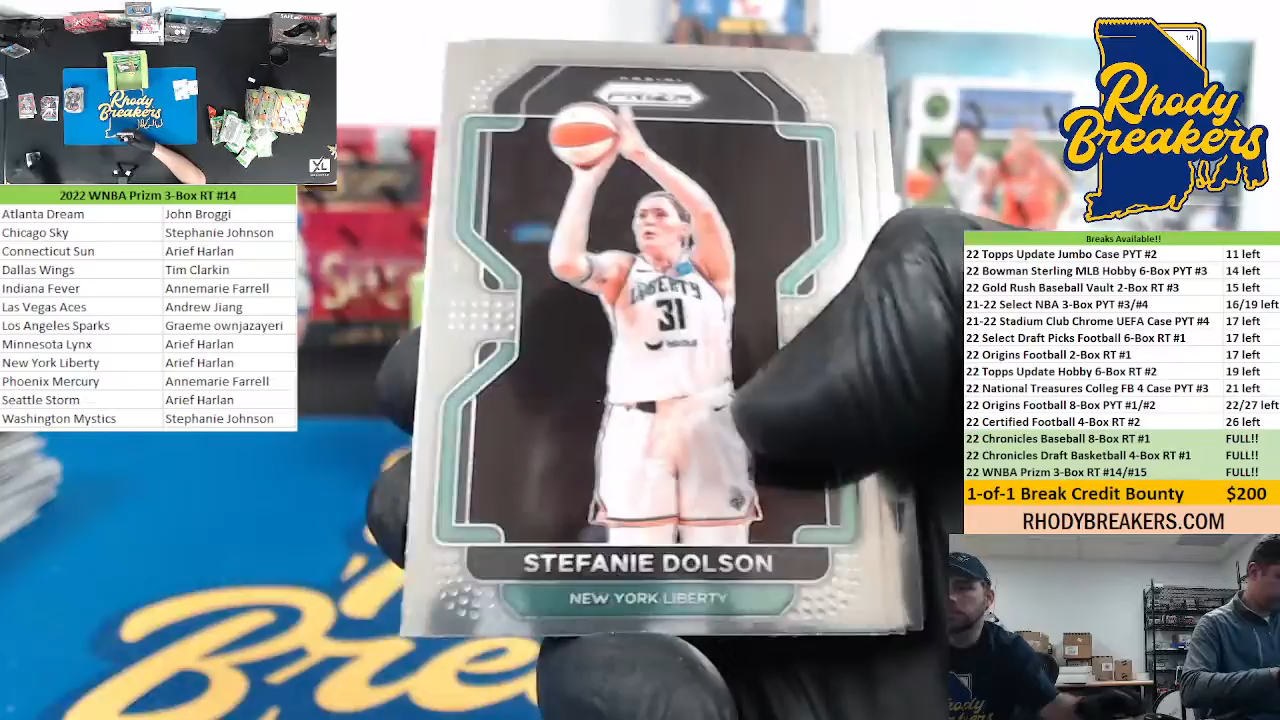 Rhody
Breakers
XL
2022 WNBA Prizm 3-Box RT #14
Atlanta Dream John Broggi
Chicago Sky Stephanie Johnson
Connecticut Sun Arief Harlan
Dallas Wings Tim Clarkin
Indiana Fever Annemarie Farrell
Las Vegas Aces Andrew Jiang
Los Angeles Sparks Graeme ownjazayeri
Minnesota Lynx Arief Harlan
New York Liberty Arief Harlan
Phoenix Mercury Annemarie Farrell
Seattle Storm Arief Harlan
Washington Mystics Stephanie Johnson
PANINI
PRIZM
LIBERTY
31
STEFANIE DOLSON
NEW YORK LIBERTY
Bre
1/1
Rhody
Breakers
Breaks Available!!
22 Topps Update Jumbo Case PYT #2 11 left
22 Bowman Sterling MLB Hobby 6-Box PYT #3 14 left
22 Gold Rush Baseball Vault 2-Box RT #3 15 left
21-22 Select NBA 3-Box PYT #3/#4 16/19 left
21-22 Stadium Club Chrome UEFA Case PYT #4 17 left
22 Select Draft Picks Football 6-Box RT #1 17 left
22 Origins Football 2-Box RT #1 17 left
22 Topps Update Hobby 6-Box RT #2 19 left
22 National Treasures Colleg FB 4 Case PYT #3 21 left
22 Origins Football 8-Box PYT #1/#2 22/27 left
22 Certified Football 4-Box RT #2 26 left
22 Chronicles Baseball 8-Box RT #1 FULL!!
22 Chronicles Draft Basketball 4-Box RT #1 FULL!!
22 WNBA Prizm 3-Box RT #14/#15 FULL!!
1-of-1 Break Credit Bounty $200
RHODYBREAKERS.COM
Rhody
Breakers